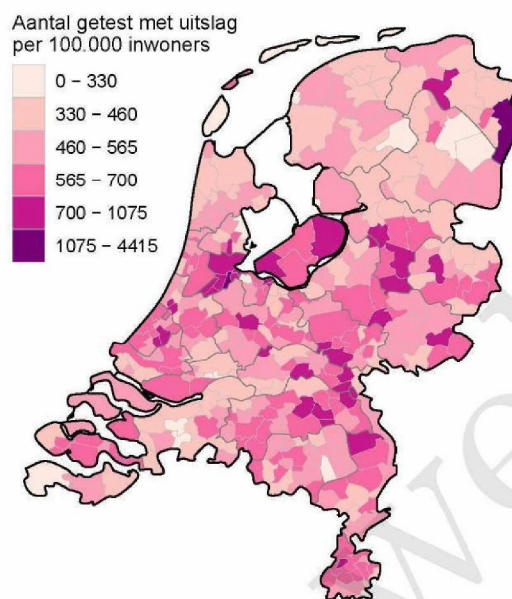 Aantal getest met uitslag
per 100.000 inwoners
0 – 330
330 – 460
460 – 565
565 – 700
700 – 1075
1075 – 4415